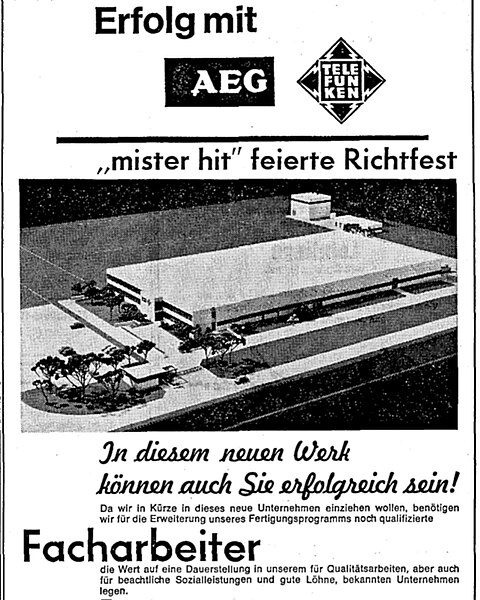 Erfolg mit
AEG
TELE
FUN
KEN
„mister hit" feierte Richtfest
In diesem neuen Werk
können auch Sie erfolgreich sein!
Da wir in Kürze in dieses neue Unternehmen einziehen wollen, benötigen
wir für die Erweiterung unseres Fertigungsprogramms noch qualifizierte
Facharbeiter
die Wert auf eine Dauerstellung in unserem für Qualitätsarbeiten, aber auch
für beachtliche Sozialleistungen und gute Löhne, bekannten Unternehmen
legen.